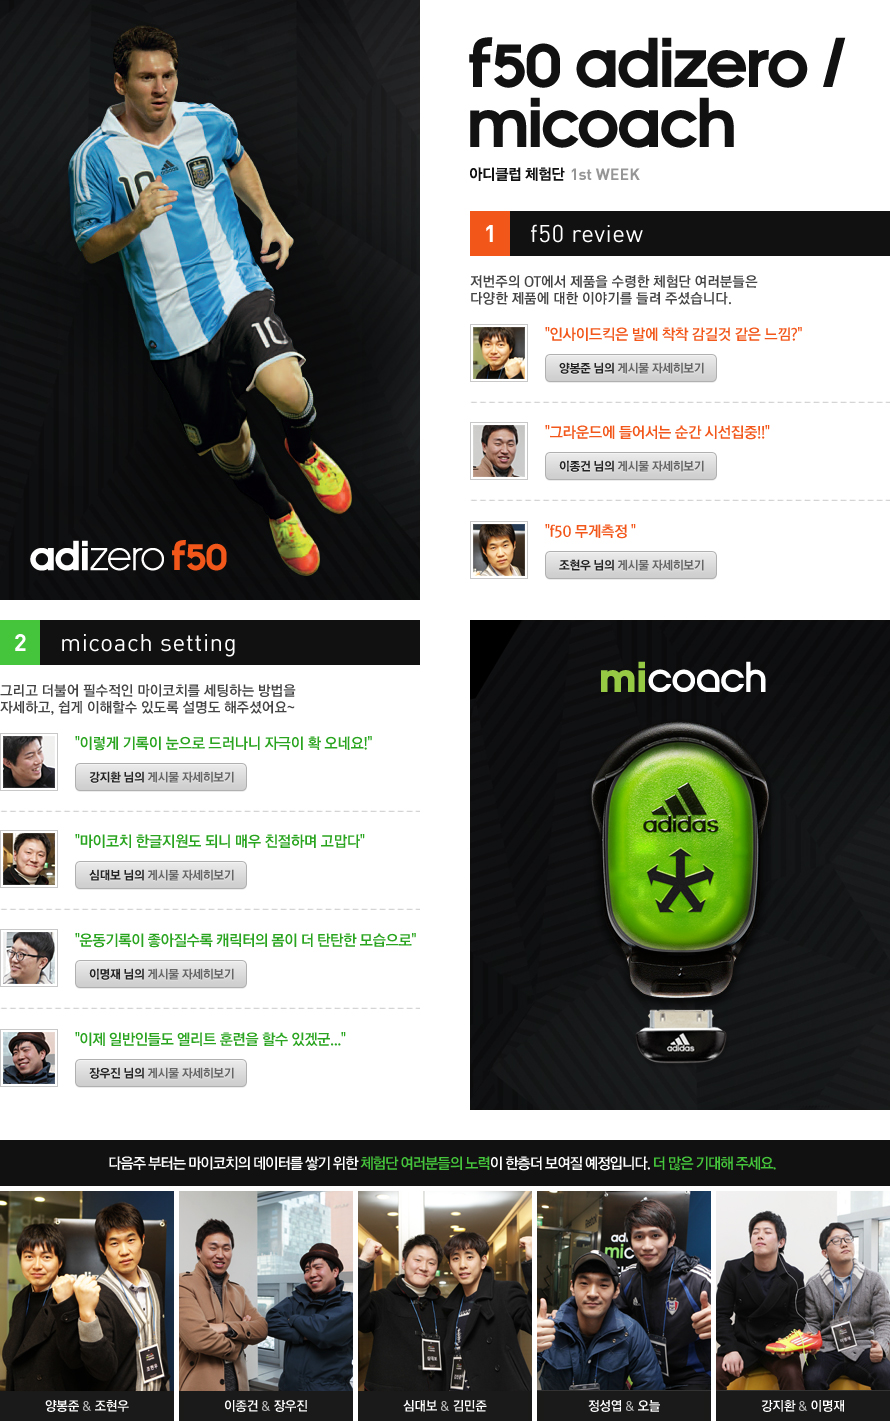 f50 adizero /
micoach
아디클럽 체험단 1st WEEK
10
10
adizero f50
1 f50 review
저번주의 OT에서 제품을 수령한 체험단 여러분들은
다양한 제품에 대한 이야기를 들려 주셨습니다.
"인사이드킥은 발에 착착 감길것 같은 느낌?"
양봉준 님의 게시물 자세히보기
"그라운드에 들어서는 순간 시선집중!!"
이종건 님의 게시물 자세히보기
"f50 무게측정 "
조현우 님의 게시물 자세히보기
2 micoach setting
그리고 더불어 필수적인 마이코치를 세팅하는 방법을
자세하고, 쉽게 이해할수 있도록 설명도 해주셨어요~
"이렇게 기록이 눈으로 드러나니 자극이 확 오네요!"
강지환 님의 게시물 자세히보기
"마이코치 한글지원도 되니 매우 친절하며 고맙다"
심대보 님의 게시물 자세히보기
"운동기록이 좋아질수록 캐릭터의 몸이 더 탄탄한 모습으로"
이명재 님의 게시물 자세히보기
"이제 일반인들도 엘리트 훈련을 할수 있겠군..."
장우진 님의 게시물 자세히보기
micoach
adidas
adidas
다음주 부터는 마이코치의 데이터를 쌓기 위한 체험단 여러분들의 노력이 한층더 보여질 예정입니다. 더 많은 기대해 주세요.
양봉준 & 조현우
이종건 & 장우진
심대보 & 김민준
정성엽 & 오늘
강지환 & 이명재